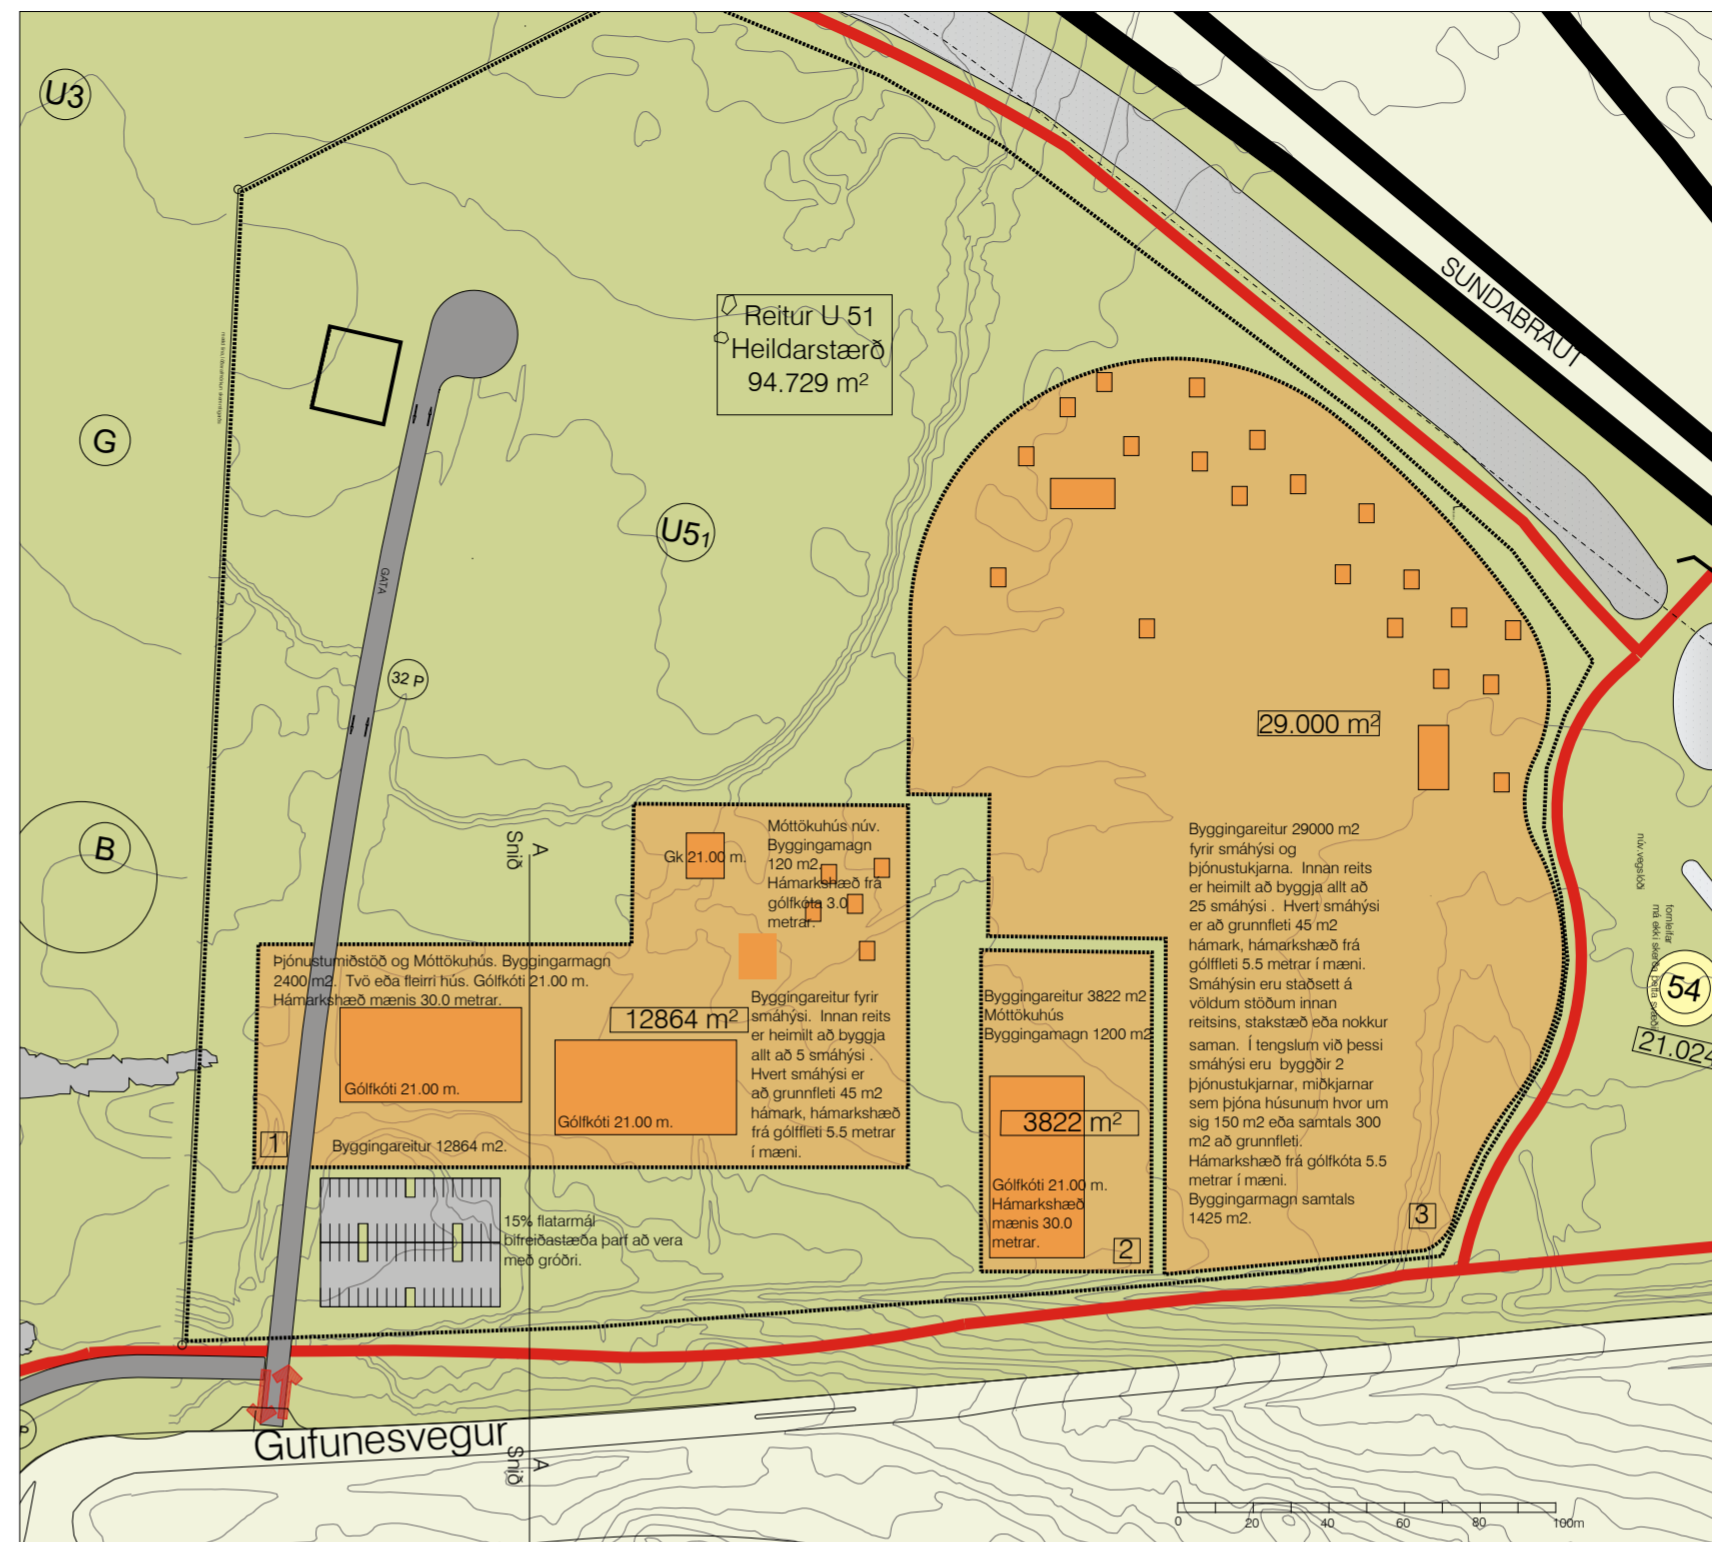 U3
SUNDABRAUT
Reitur U 51
Heildarstærð
94.729 m²
G
U5₁
GATA
32 P
29.000 m²
B
A
Snið
Gk 21.00 m.
Móttökuhús núv.
Byggingamagn
120 m2.
Hámarkshæð frá
gólfkóta 3.0
metrar.
Byggingareitur 29000 m2
fyrir smáhýsi og
þjónustukjarna. Innan reits
er heimilt að byggja allt að
25 smáhýsi . Hvert smáhýsi
er að grunnfleti 45 m2
hámark, hámarkshæð frá
gólffleti 5.5 metrar í mæni.
Smáhýsin eru staðsett á
völdum stöðum innan
reitsins, stakstæð eða nokkur
saman. Í tengslum við þessi
smáhýsi eru byggðir 2
þjónustukjarnar, miðkjarnar
sem þjóna húsunum hvor um
sig 150 m2 eða samtals 300
m2 að grunnfleti.
Hámarkshæð frá gólfkóta 5.5
metrar í mæni.
Byggingarmagn samtals
1425 m2.
3
Þjónustumiðstöð og Móttökuhús. Byggingarmagn
2400 m2. Tvö eða fleirri hús. Gólfkóti 21.00 m.
Hámarkshæð mænis 30.0 metrar.
12864 m²
Gólfkóti 21.00 m.
Gólfkóti 21.00 m.
1
Byggingareitur 12864 m2.
Byggingareitur fyrir
smáhýsi. Innan reits
er heimilt að byggja
allt að 5 smáhýsi .
Hvert smáhýsi er
að grunnfleti 45 m2
hámark, hámarkshæð
frá gólffleti 5.5 metrar
í mæni.
Byggingareitur 3822 m2
Móttökuhús
Byggingamagn 1200 m2
3822 m²
Gólfkóti 21.00 m.
Hámarkshæð
mænis 30.0
metrar.
2
fornleifar
54
21.024
15% flatarmál
bifreiðastæða þarf að vera
með gróðri.
Gufunesvegur
A
Snið
0 20 40 60 80 100m